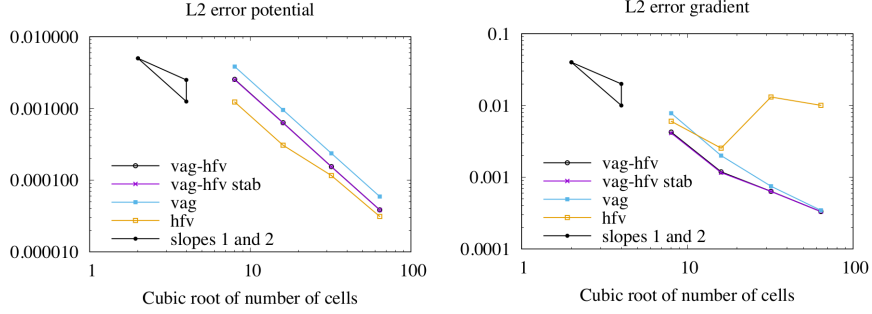 L2 error potential
0.010000
0.001000
0.000100
0.000010
vag-hfv
vag-hfv stab
vag
hfv
slopes 1 and 2
1
10
100
Cubic root of number of cells
L2 error gradient
0.1
0.01
0.001
0.0001
vag-hfv
vag-hfv stab
vag
hfv
slopes 1 and 2
1
10
100
Cubic root of number of cells